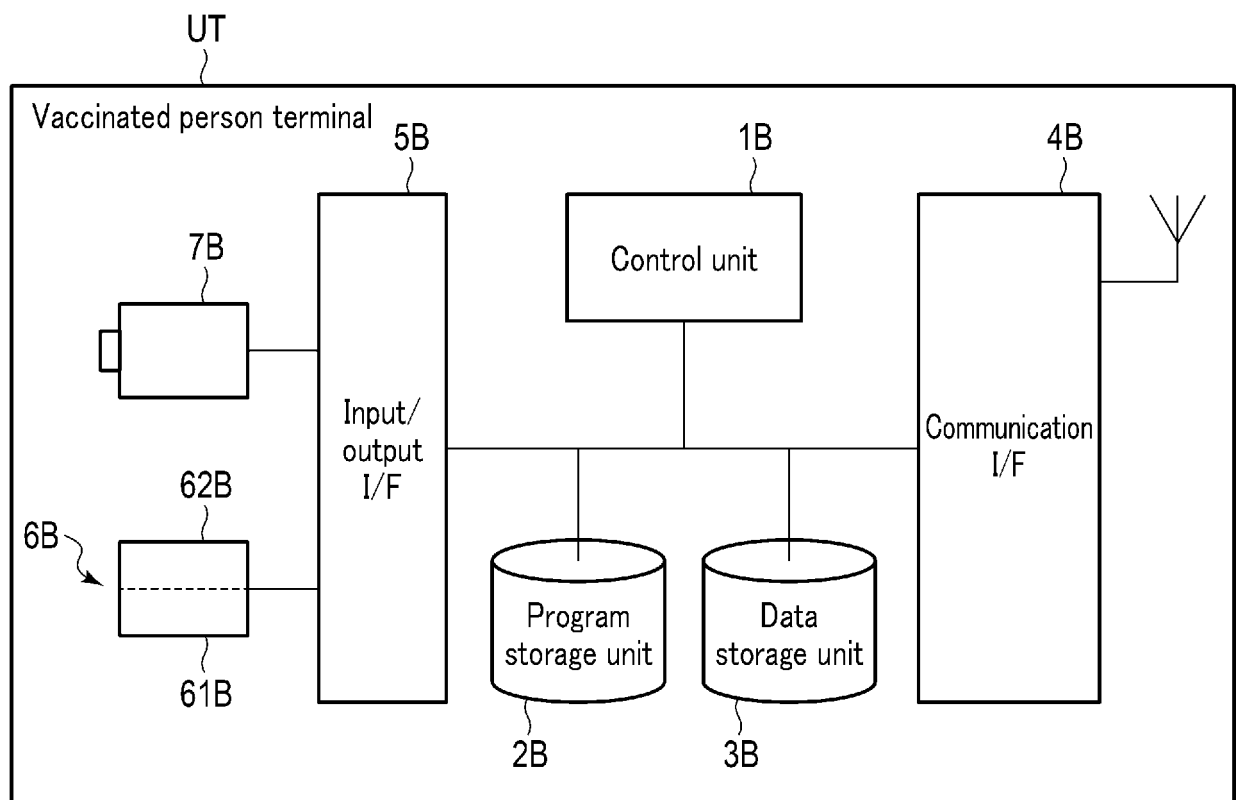 UT
Vaccinated person terminal
5B
1B
4B
7B
Control unit
Input/
output
I/F
Communication
I/F
62B
6B
61B
Program
storage unit
Data
storage unit
2B
3B